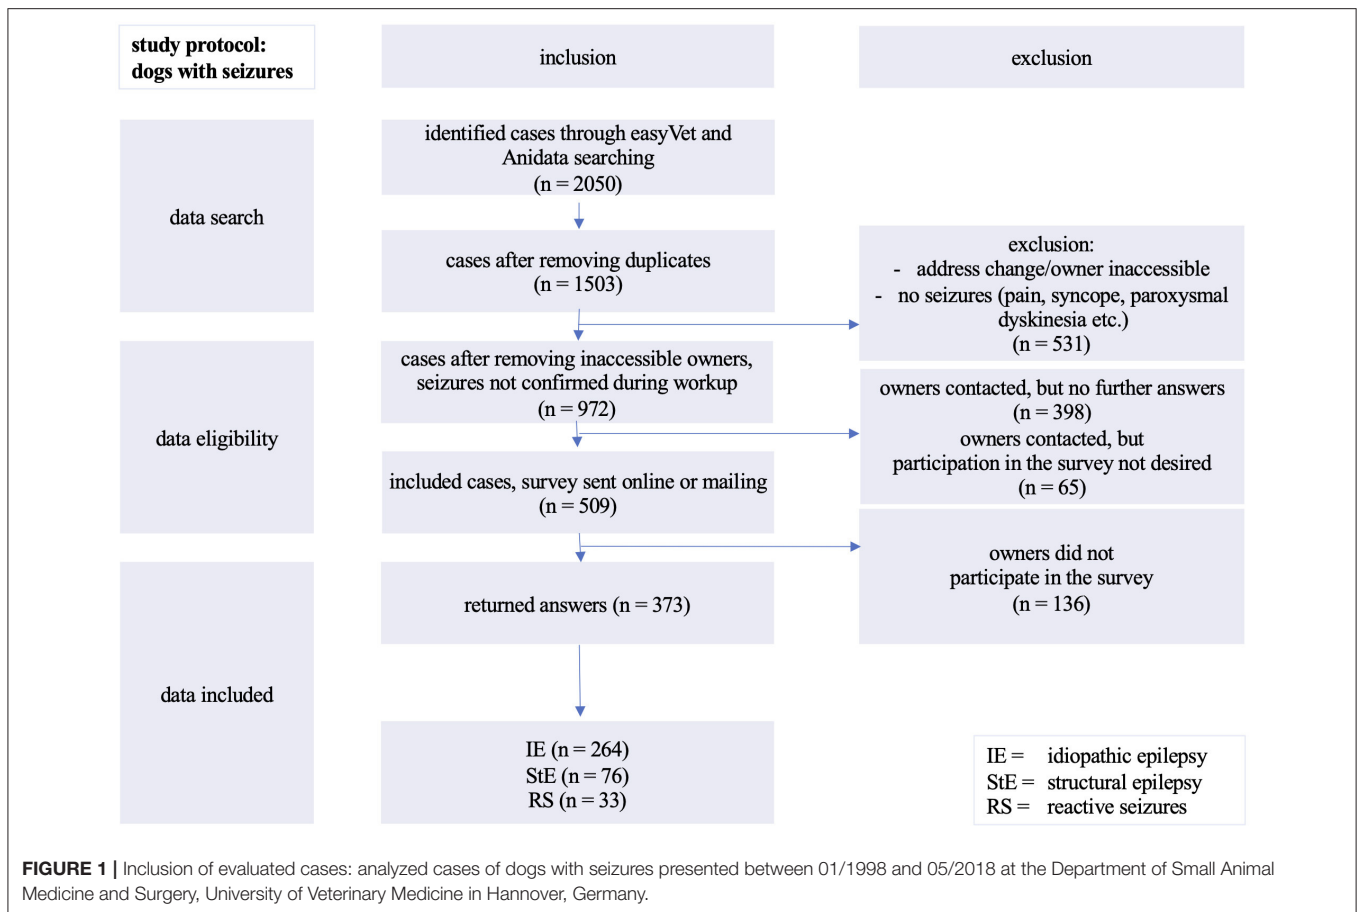 study protocol:
dogs with seizures
inclusion
exclusion
data search
identified cases through easyVet and
Anidata searching
(n = 2050)
cases after removing duplicates
(n = 1503)
exclusion:
- address change/owner inaccessible
- no seizures (pain, syncope, paroxysmal
dyskinesia etc.)
(n = 531)
data eligibility
cases after removing inaccessible owners,
seizures not confirmed during workup
(n = 972)
owners contacted, but no further answers
(n = 398)
owners contacted, but
participation in the survey not desired
(n = 65)
included cases, survey sent online or mailing
(n = 509)
owners did not
participate in the survey
(n = 136)
data included
returned answers (n = 373)
IE (n = 264)
StE (n = 76)
RS (n = 33)
IE = idiopathic epilepsy
StE = structural epilepsy
RS = reactive seizures
FIGURE 1 | Inclusion of evaluated cases: analyzed cases of dogs with seizures presented between 01/1998 and 05/2018 at the Department of Small Animal
Medicine and Surgery, University of Veterinary Medicine in Hannover, Germany.